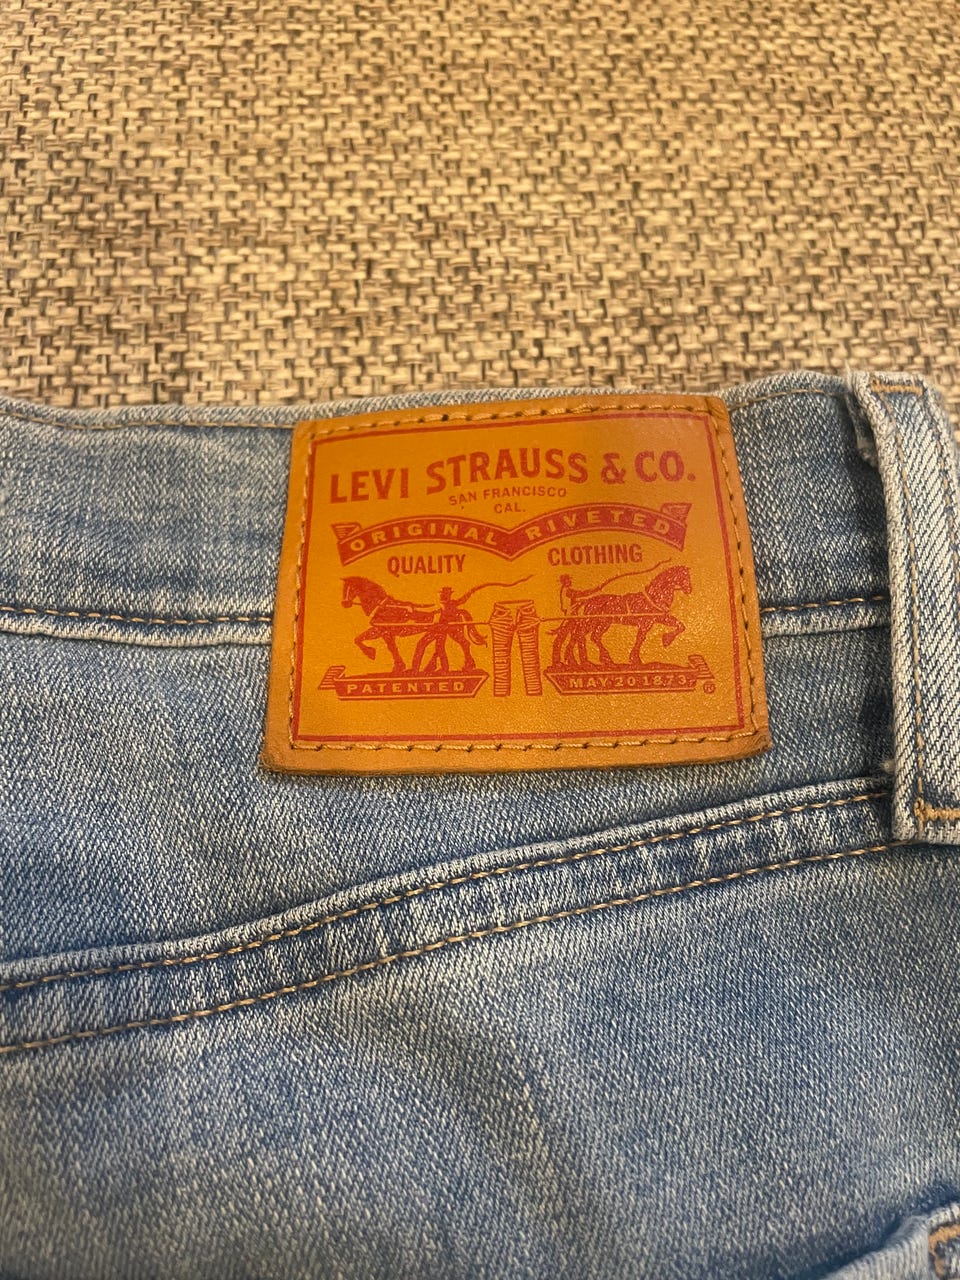 LEVI STRAUSS & CO.
SAN FRANCISCO
CAL.
ORIGINAL RIVETED
QUALITY CLOTHING
PATENTED MAY 20 1873 ®